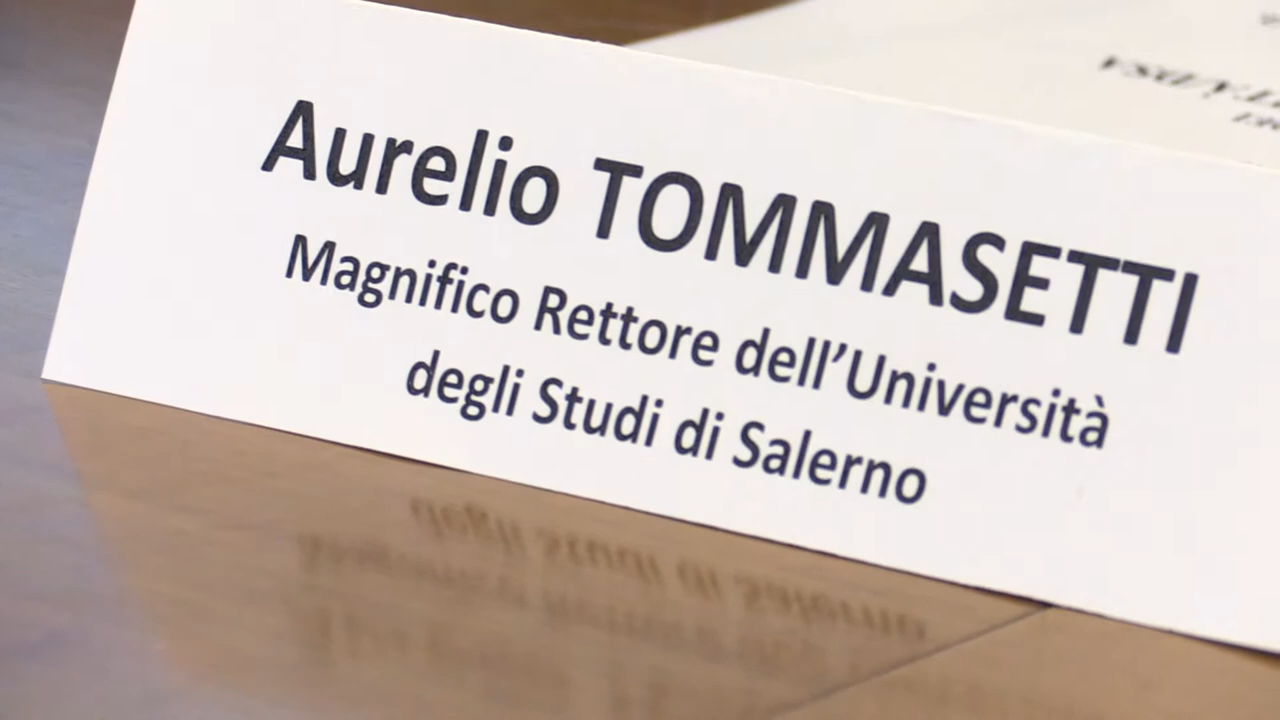 Aurelio TOMMASETTI
Magnifico Rettore dell’Università
degli Studi di Salerno